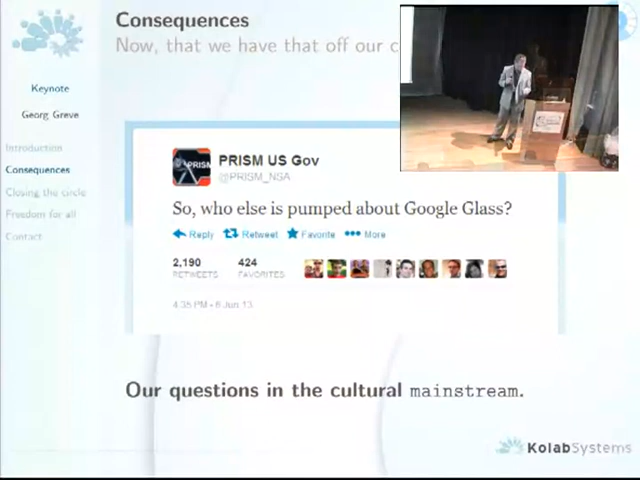 Consequences
Now, that we have that off our c
Keynote
Georg Greve
Introduction
Consequences
Closing the circle
Freedom for all
Contact
PRISM
PRISM US Gov
@PRISM_NSA
So, who else is pumped about Google Glass?
Reply Retweet Favorite More
2,190 424
RETWEETS FAVORITES
4:35 PM - 6 Jun 13
Our questions in the cultural mainstream.
KolabSystems